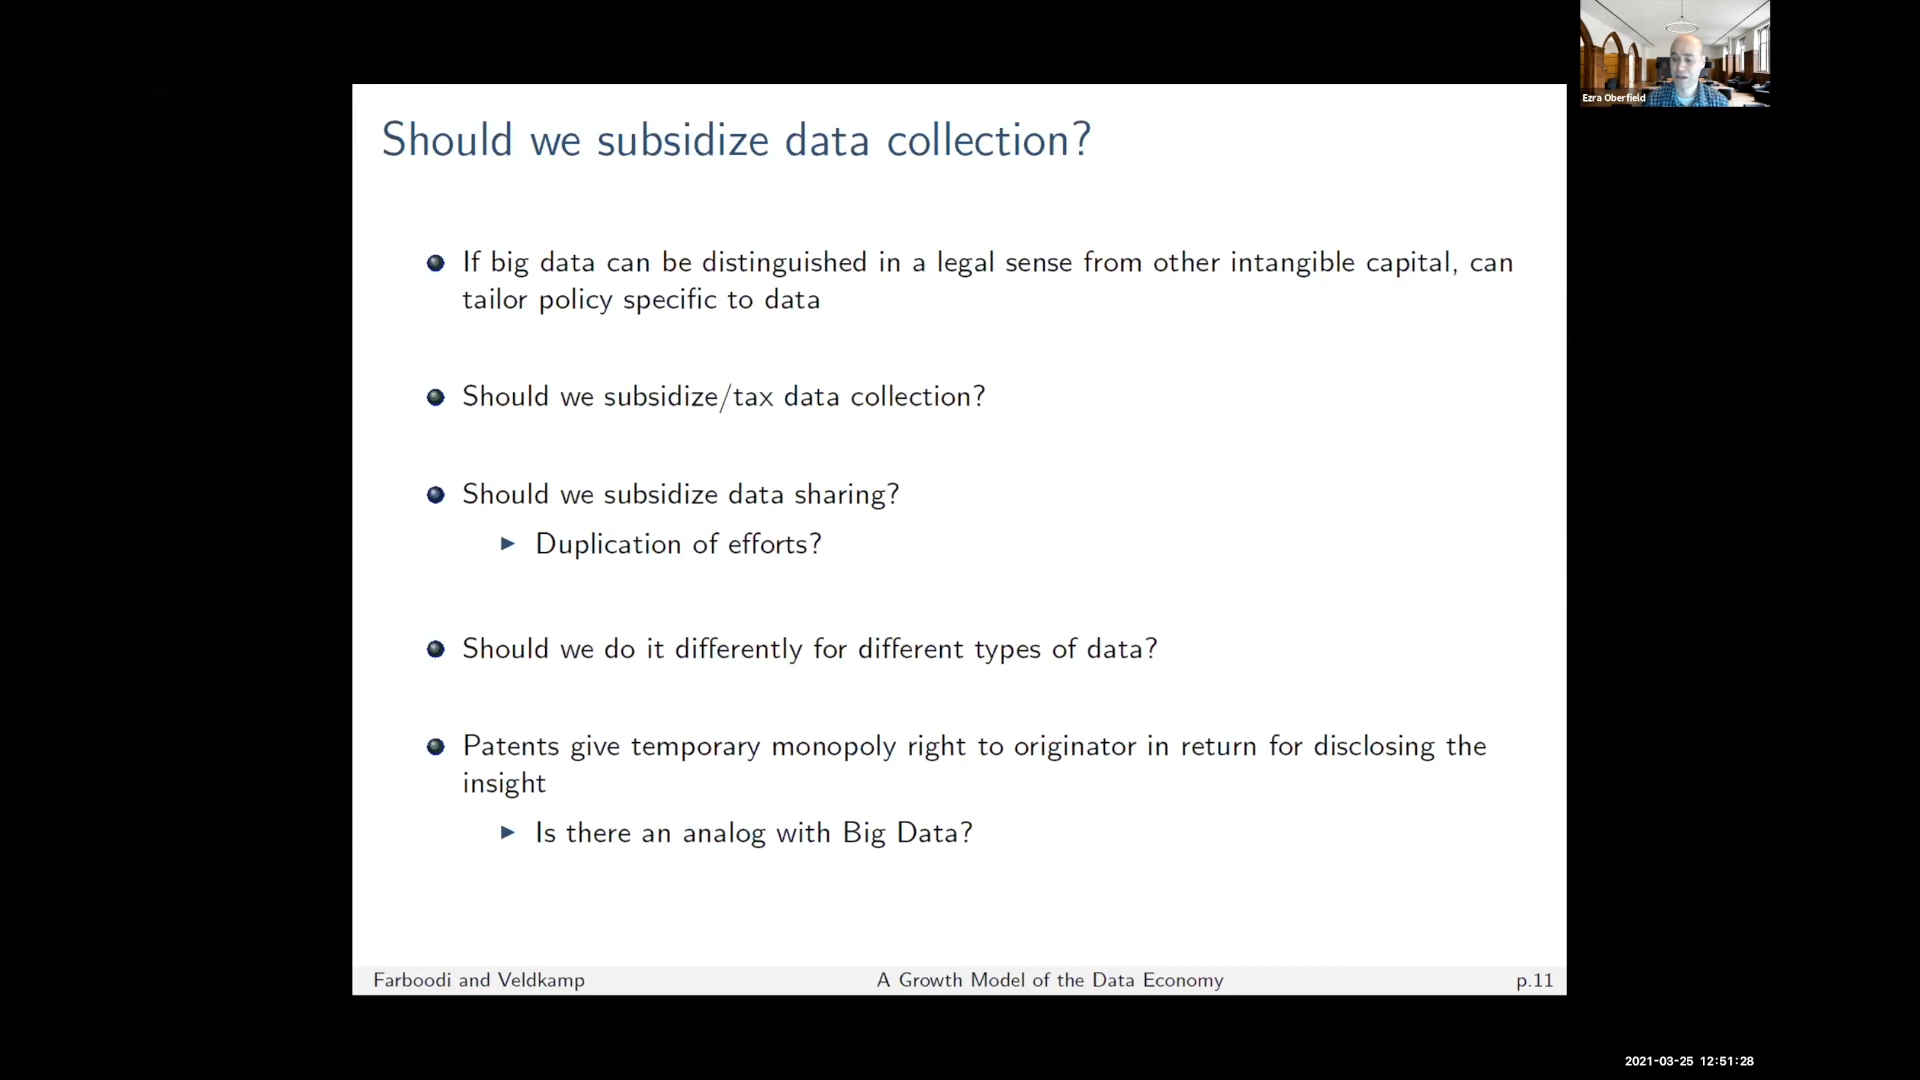 Ezra Oberfield
Should we subsidize data collection?
If big data can be distinguished in a legal sense from other intangible capital, can
tailor policy specific to data
Should we subsidize/tax data collection?
Should we subsidize data sharing?
Duplication of efforts?
Should we do it differently for different types of data?
Patents give temporary monopoly right to originator in return for disclosing the
insight
Is there an analog with Big Data?
Farboodi and Veldkamp A Growth Model of the Data Economy p.11
2021-03-25 12:51:28